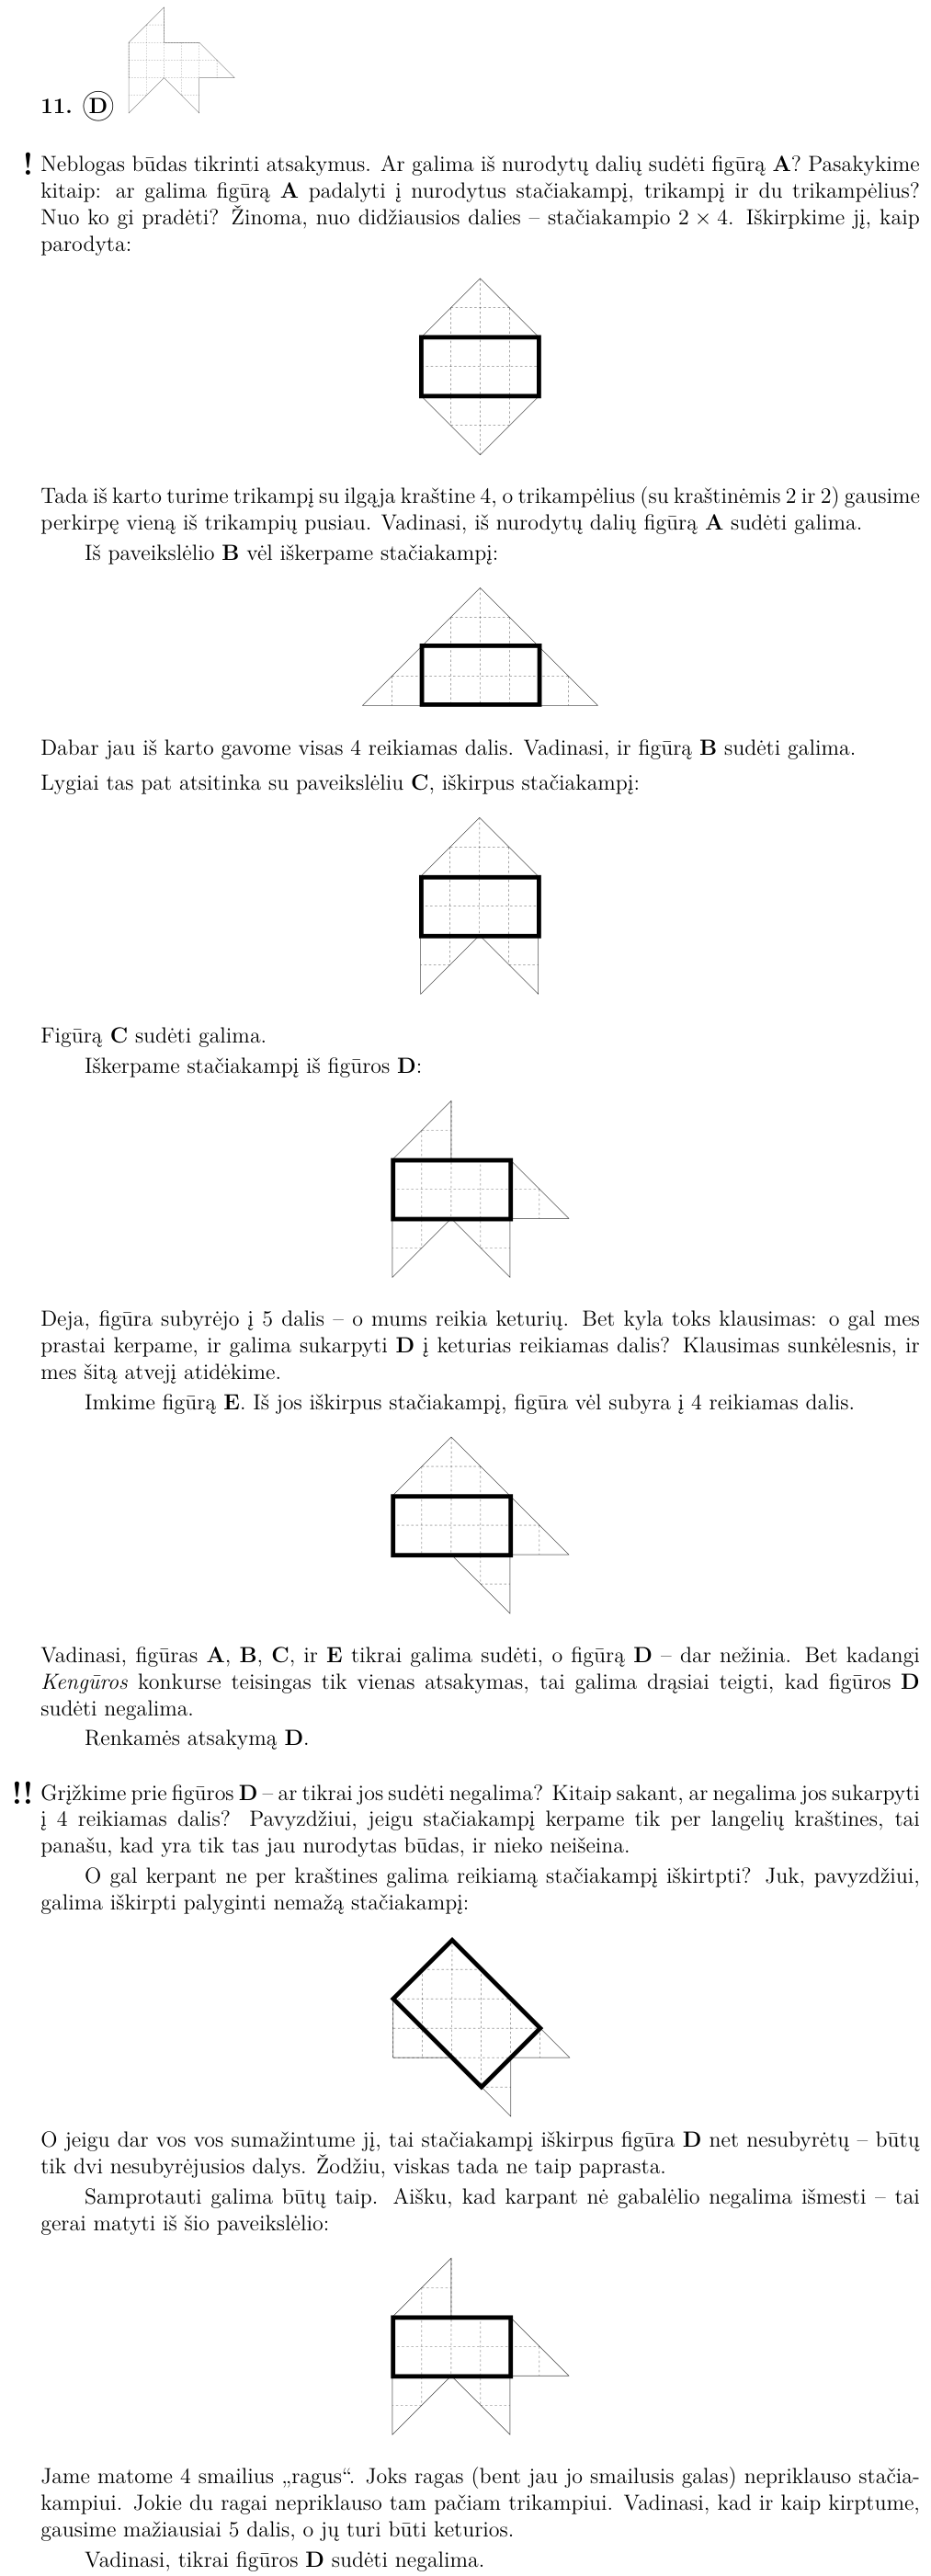 11. D
! Neblogas būdas tikrinti atsakymus. Ar galima iš nurodytų dalių sudėti figūrą A? Pasakykime
kitaip: ar galima figūrą A padalyti į nurodytus stačiakampį, trikampį ir du trikampėlius?
Nuo ko gi pradėti? Žinoma, nuo didžiausios dalies – stačiakampio 2 × 4. Iškirpkime jį, kaip
parodyta:
Tada iš karto turime trikampį su ilgąja kraštine 4, o trikampėlius (su kraštinėmis 2 ir 2) gausime
perkirpę vieną iš trikampių pusiau. Vadinasi, iš nurodytų dalių figūrą A sudėti galima.
Iš paveikslėlio B vėl iškerpame stačiakampį:
Dabar jau iš karto gavome visas 4 reikiamas dalis. Vadinasi, ir figūrą B sudėti galima.
Lygiai tas pat atsitinka su paveikslėliu C, iškirpus stačiakampį:
Figūrą C sudėti galima.
Iškerpame stačiakampį iš figūros D:
Deja, figūra subyrėjo į 5 dalis – o mums reikia keturių. Bet kyla toks klausimas: o gal mes
prastai kerpame, ir galima sukarpyti D į keturias reikiamas dalis? Klausimas sunkėlesnis, ir
mes šitą atvejį atidėkime.
Imkime figūrą E. Iš jos iškirpus stačiakampį, figūra vėl subyra į 4 reikiamas dalis.
Vadinasi, figūras A, B, C, ir E tikrai galima sudėti, o figūrą D – dar nežinia. Bet kadangi
Kengūros konkurse teisingas tik vienas atsakymas, tai galima drąsiai teigti, kad figūros D
sudėti negalima.
Renkamės atsakymą D.
!! Grįžkime prie figūros D – ar tikrai jos sudėti negalima? Kitaip sakant, ar negalima jos sukarpyti
į 4 reikiamas dalis? Pavyzdžiui, jeigu stačiakampį kerpame tik per langelių kraštines, tai
panašu, kad yra tik tas jau nurodytas būdas, ir nieko neišeina.
O gal kerpant ne per kraštines galima reikiamą stačiakampį iškirtpti? Juk, pavyzdžiui,
galima iškirpti palyginti nemažą stačiakampį:
O jeigu dar vos vos sumažintume jį, tai stačiakampį iškirpus figūra D net nesubyrėtų – būtų
tik dvi nesubyrėjusios dalys. Žodžiu, viskas tada ne taip paprasta.
Samprotauti galima būtų taip. Aišku, kad karpant nė gabalėlio negalima išmesti – tai
gerai matyti iš šio paveikslėlio:
Jame matome 4 smailius „ragus“. Joks ragas (bent jau jo smailusis galas) nepriklauso stačia-
kampiui. Jokie du ragai nepriklauso tam pačiam trikampiui. Vadinasi, kad ir kaip kirptume,
gausime mažiausiai 5 dalis, o jų turi būti keturios.
Vadinasi, tikrai figūros D sudėti negalima.